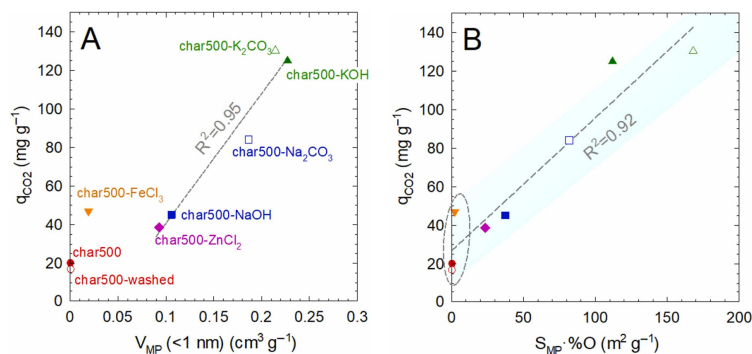 A
char500-K₂CO₃
char500-KOH
R²=0.95
char500-Na₂CO₃
char500-FeCl₃
char500-NaOH
char500-ZnCl₂
char500
char500-washed
q_CO2 (mg g⁻¹)
160
140
120
100
80
60
40
20
0
0 0.05 0.1 0.15 0.2 0.25 0.3
V_MP (<1 nm) (cm³ g⁻¹)
B
R²=0.92
q_CO2 (mg g⁻¹)
160
140
120
100
80
60
40
20
0
0 50 100 150 200
S_MP·%O (m² g⁻¹)